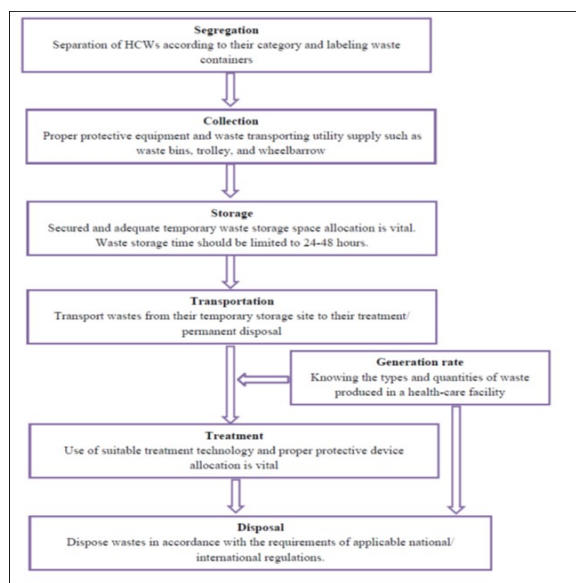 Segregation
Separation of HCWs according to their category and labeling waste
containers
Collection
Proper protective equipment and waste transporting utility supply such as
waste bins, trolley, and wheelbarrow
Storage
Secured and adequate temporary waste storage space allocation is vital.
Waste storage time should be limited to 24-48 hours.
Transportation
Transport wastes from their temporary storage site to their treatment/
permanent disposal
Generation rate
Knowing the types and quantities of waste
produced in a health-care facility
Treatment
Use of suitable treatment technology and proper protective device
allocation is vital
Disposal
Dispose wastes in accordance with the requirements of applicable national/
international regulations.